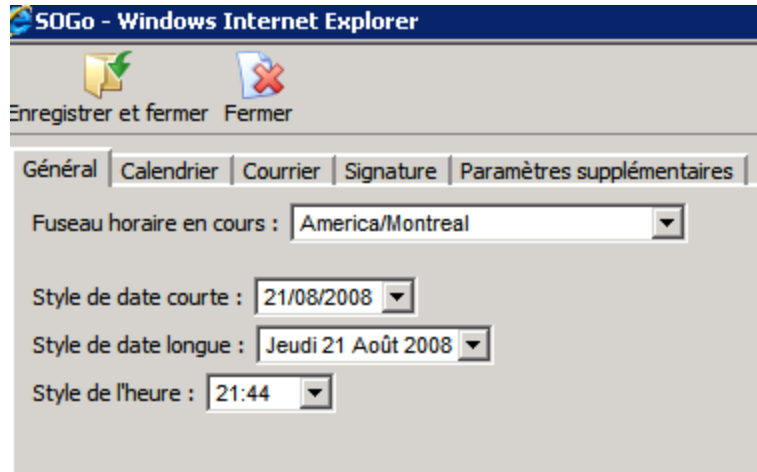 SOGo - Windows Internet Explorer
Enregistrer et fermer Fermer
Général Calendrier Courrier Signature Paramètres supplémentaires
Fuseau horaire en cours : America/Montreal
Style de date courte : 21/08/2008
Style de date longue : Jeudi 21 Août 2008
Style de l'heure : 21:44